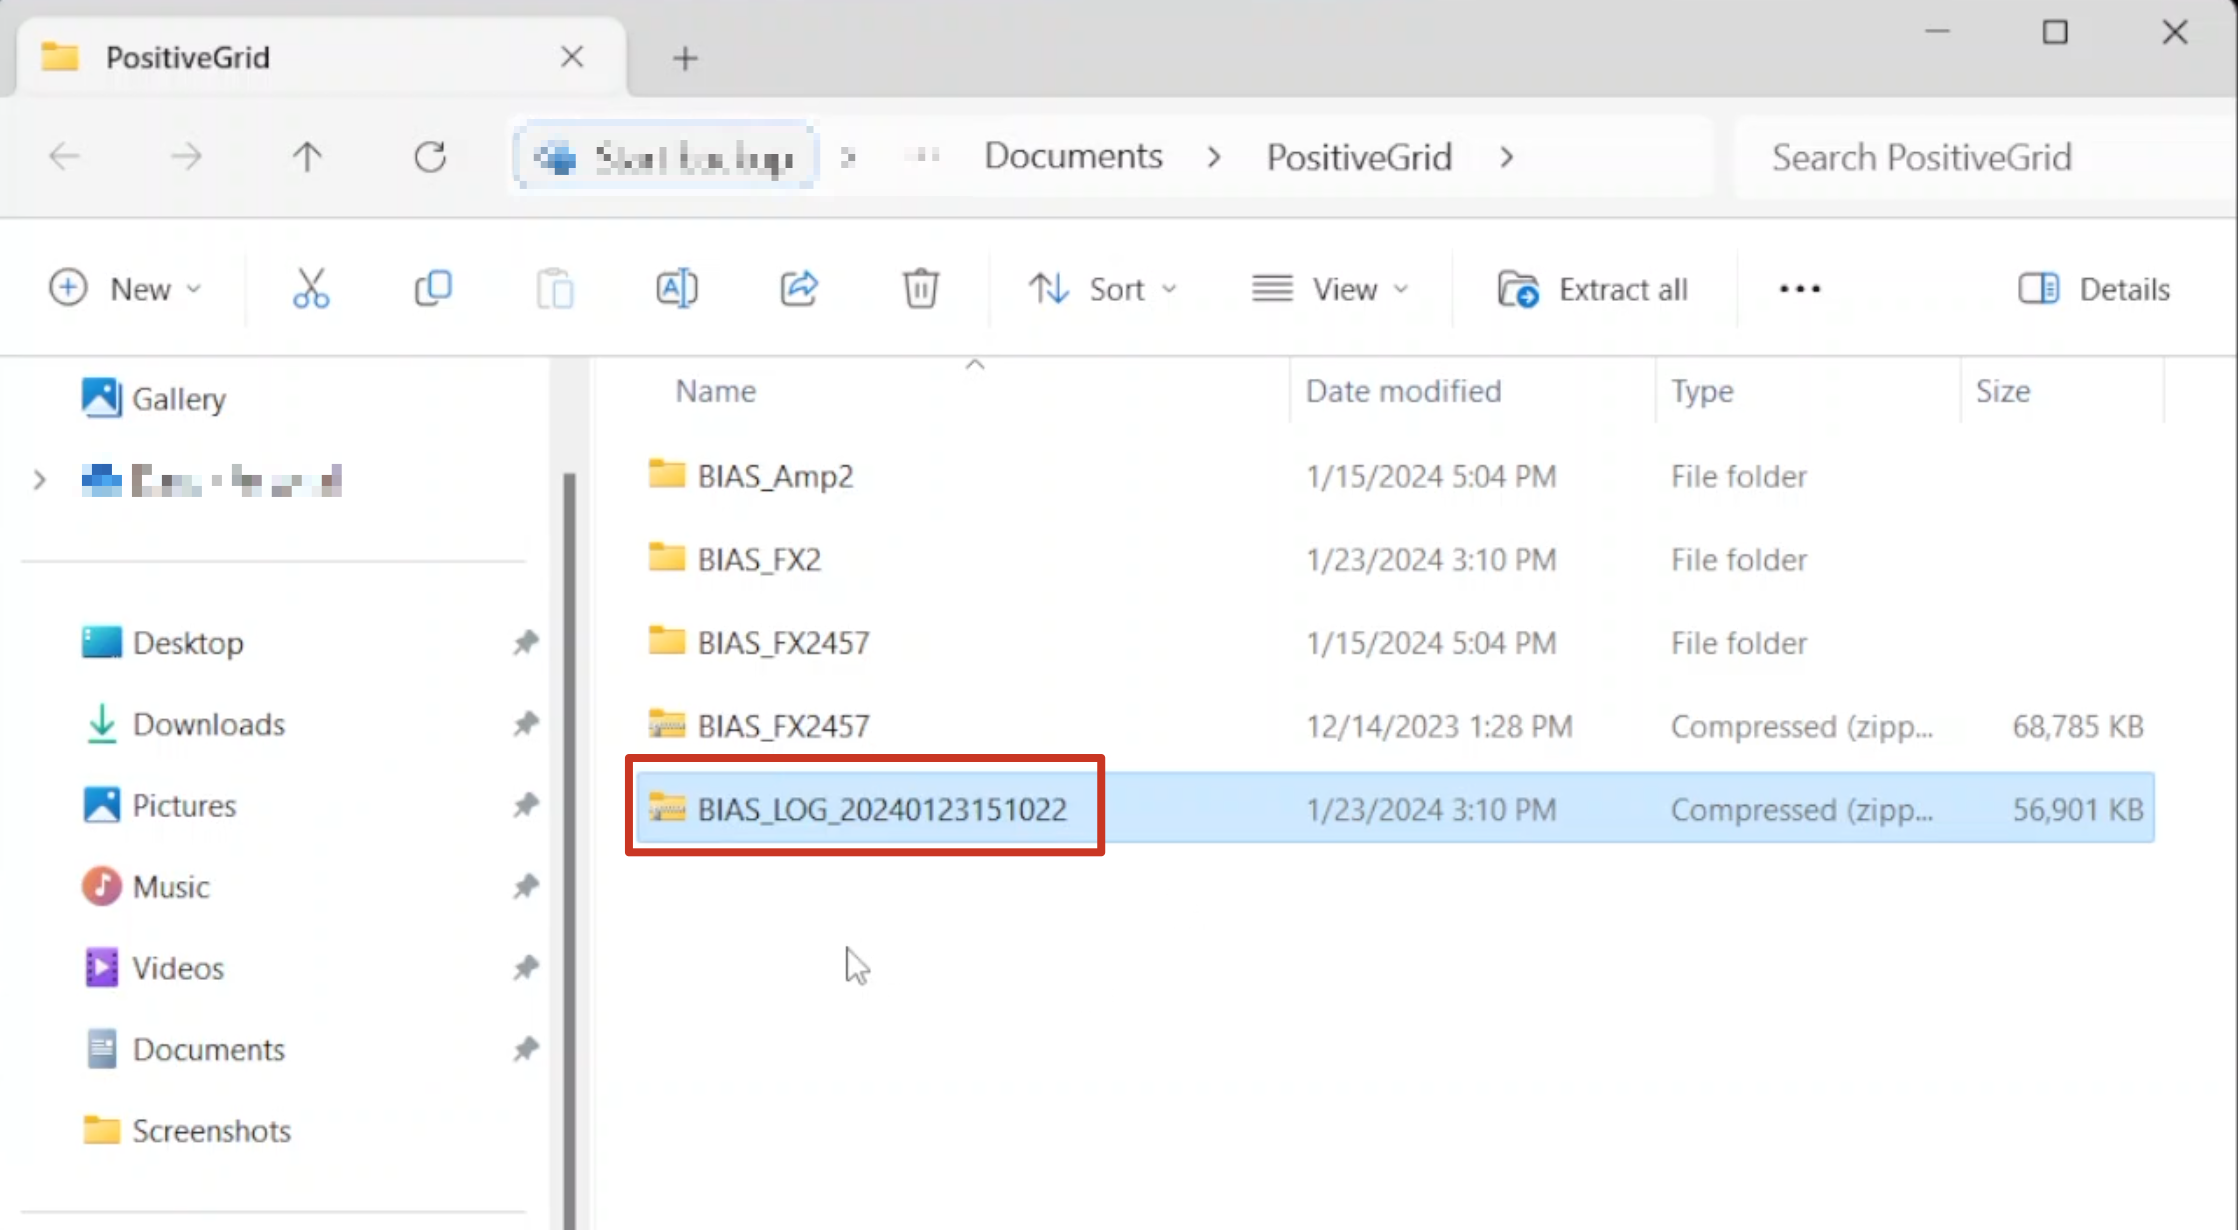 PositiveGrid
Documents > PositiveGrid >
Search PositiveGrid
New
Sort
View
Extract all
Details
Gallery
Desktop
Downloads
Pictures
Music
Videos
Documents
Screenshots
Name Date modified Type Size
BIAS_Amp2 1/15/2024 5:04 PM File folder
BIAS_FX2 1/23/2024 3:10 PM File folder
BIAS_FX2457 1/15/2024 5:04 PM File folder
BIAS_FX2457 12/14/2023 1:28 PM Compressed (zipp... 68,785 KB
BIAS_LOG_20240123151022 1/23/2024 3:10 PM Compressed (zipp... 56,901 KB